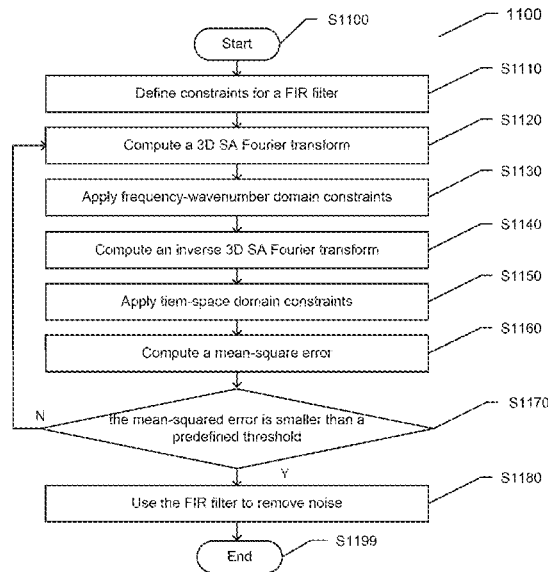 1100
S1100
Start
S1110
Define constraints for a FIR filter
S1120
Compute a 3D SA Fourier transform
S1130
Apply frequency-wavenumber domain constraints
S1140
Compute an inverse 3D SA Fourier transform
S1150
Apply tiem-space domain constraints
S1160
Compute a mean-square error
S1170
N
the mean-squared error is smaller than a
predefined threshold
Y
S1180
Use the FIR filter to remove noise
S1199
End